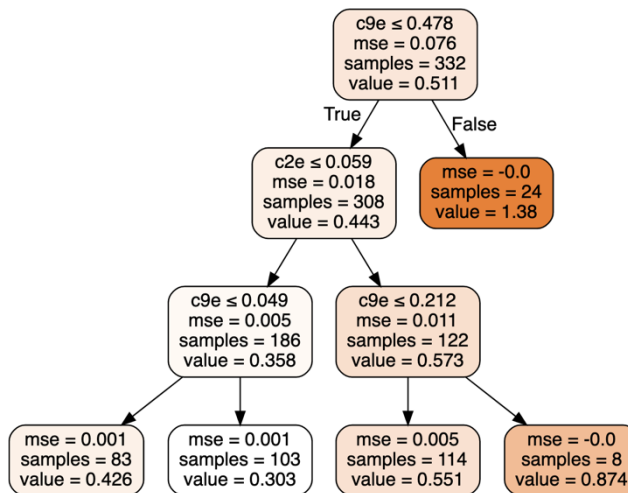 c9e ≤ 0.478
mse = 0.076
samples = 332
value = 0.511
True
False
c2e ≤ 0.059
mse = 0.018
samples = 308
value = 0.443
mse = -0.0
samples = 24
value = 1.38
c9e ≤ 0.049
mse = 0.005
samples = 186
value = 0.358
c9e ≤ 0.212
mse = 0.011
samples = 122
value = 0.573
mse = 0.001
samples = 83
value = 0.426
mse = 0.001
samples = 103
value = 0.303
mse = 0.005
samples = 114
value = 0.551
mse = -0.0
samples = 8
value = 0.874